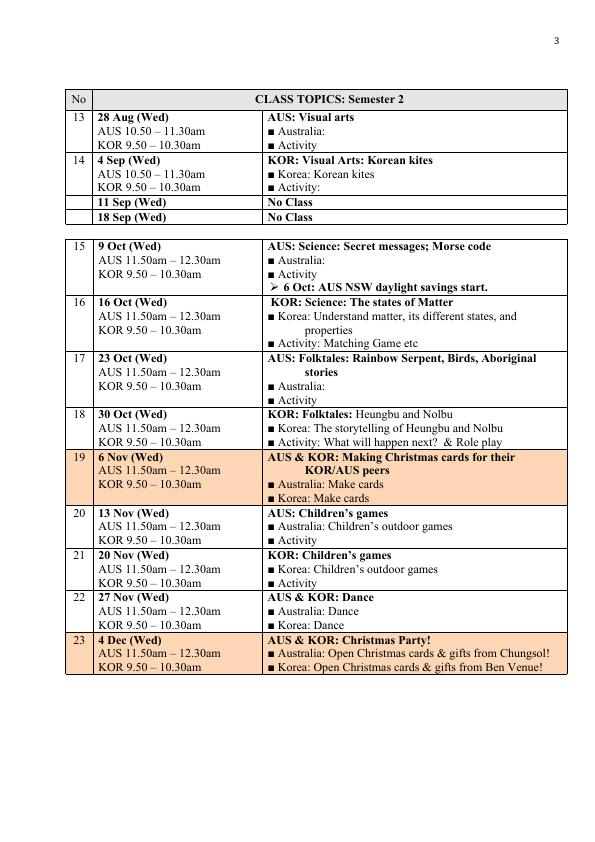 3
No CLASS TOPICS: Semester 2
13 28 Aug (Wed) AUS: Visual arts
AUS 10.50 – 11.30am ■ Australia:
KOR 9.50 – 10.30am ■ Activity
14 4 Sep (Wed) KOR: Visual Arts: Korean kites
AUS 10.50 – 11.30am ■ Korea: Korean kites
KOR 9.50 – 10.30am ■ Activity:
11 Sep (Wed) No Class
18 Sep (Wed) No Class
15 9 Oct (Wed) AUS: Science: Secret messages; Morse code
AUS 11.50am – 12.30am ■ Australia:
KOR 9.50 – 10.30am ■ Activity
➢ 6 Oct: AUS NSW daylight savings start.
16 16 Oct (Wed) KOR: Science: The states of Matter
AUS 11.50am – 12.30am ■ Korea: Understand matter, its different states, and
KOR 9.50 – 10.30am properties
■ Activity: Matching Game etc
17 23 Oct (Wed) AUS: Folktales: Rainbow Serpent, Birds, Aboriginal
AUS 11.50am – 12.30am stories
KOR 9.50 – 10.30am ■ Australia:
■ Activity
18 30 Oct (Wed) KOR: Folktales: Heungbu and Nolbu
AUS 11.50am – 12.30am ■ Korea: The storytelling of Heungbu and Nolbu
KOR 9.50 – 10.30am ■ Activity: What will happen next? & Role play
19 6 Nov (Wed) AUS & KOR: Making Christmas cards for their
AUS 11.50am – 12.30am KOR/AUS peers
KOR 9.50 – 10.30am ■ Australia: Make cards
■ Korea: Make cards
20 13 Nov (Wed) AUS: Children's games
AUS 11.50am – 12.30am ■ Australia: Children's outdoor games
KOR 9.50 – 10.30am ■ Activity
21 20 Nov (Wed) KOR: Children's games
AUS 11.50am – 12.30am ■ Korea: Children's outdoor games
KOR 9.50 – 10.30am ■ Activity
22 27 Nov (Wed) AUS & KOR: Dance
AUS 11.50am – 12.30am ■ Australia: Dance
KOR 9.50 – 10.30am ■ Korea: Dance
23 4 Dec (Wed) AUS & KOR: Christmas Party!
AUS 11.50am – 12.30am ■ Australia: Open Christmas cards & gifts from Chungsol!
KOR 9.50 – 10.30am ■ Korea: Open Christmas cards & gifts from Ben Venue!